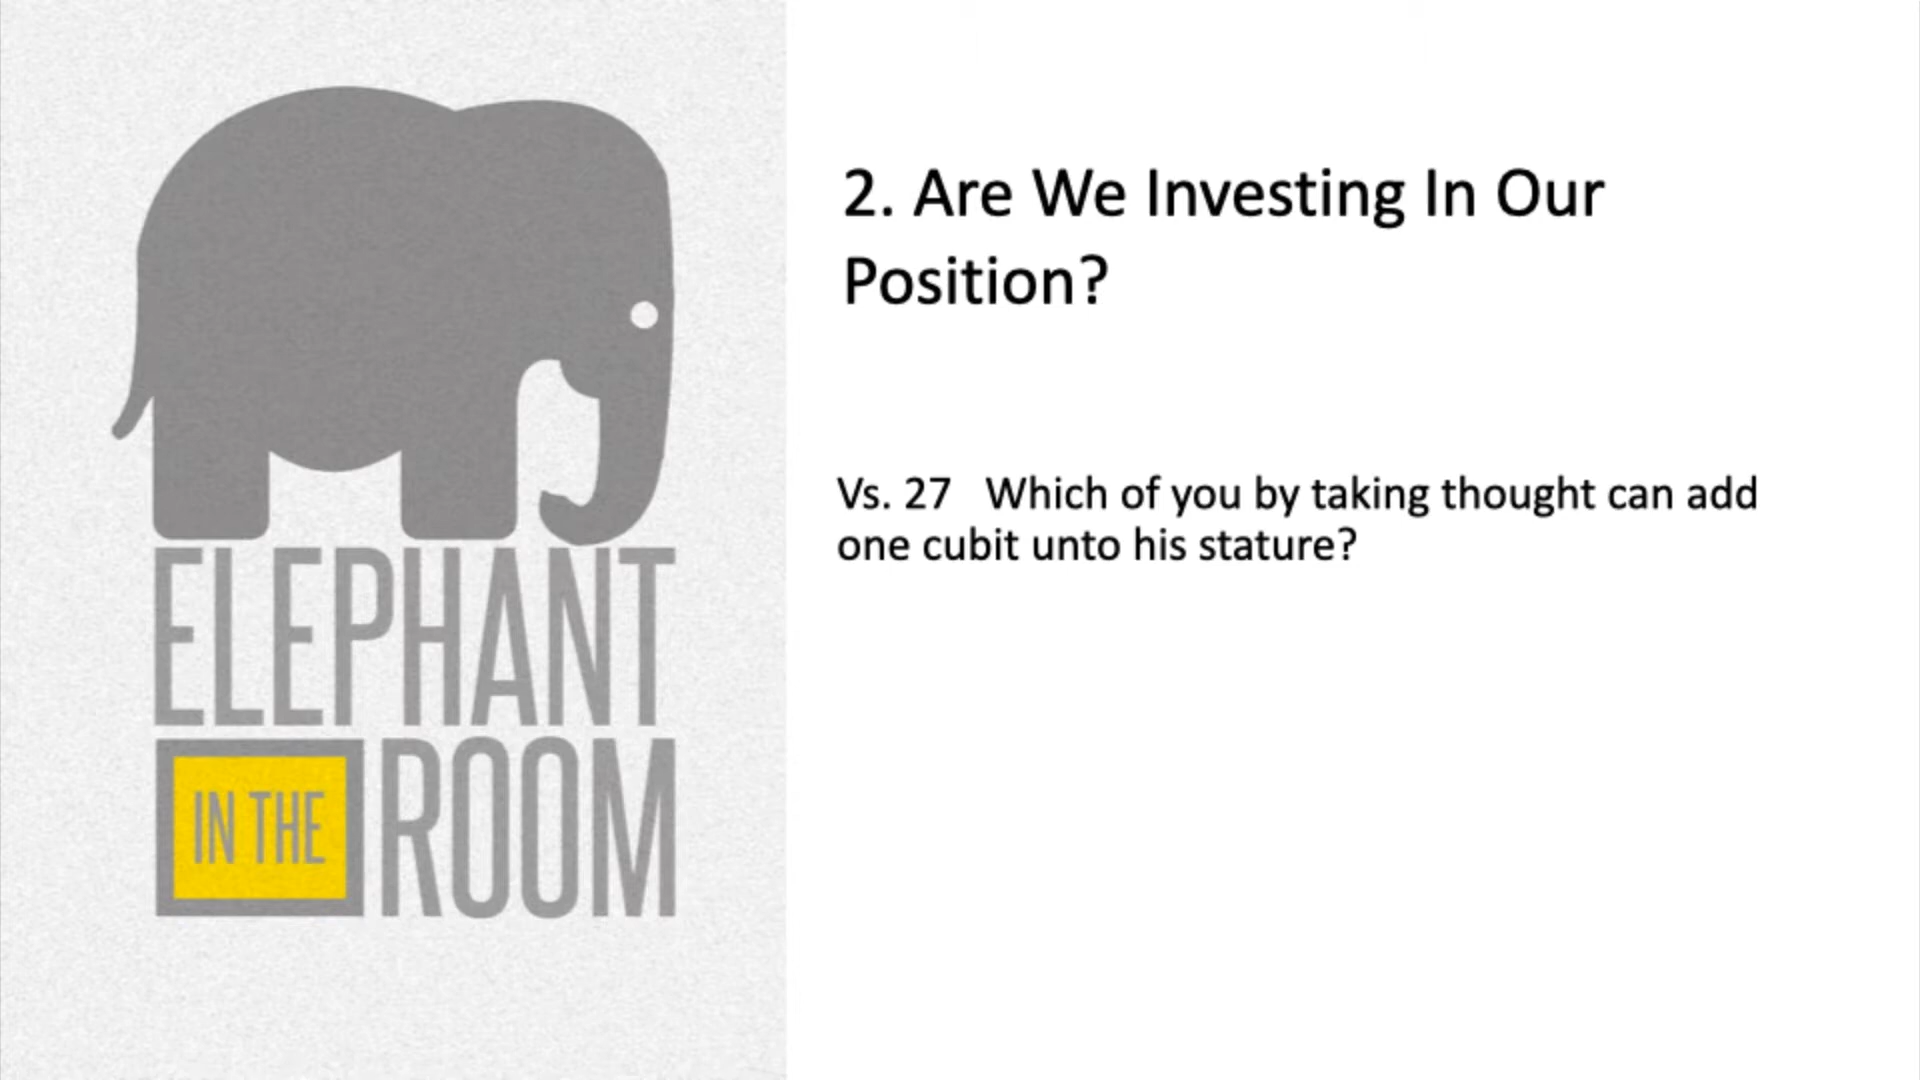 ELEPHANT
IN THE ROOM
2. Are We Investing In Our
Position?
Vs. 27 Which of you by taking thought can add
one cubit unto his stature?